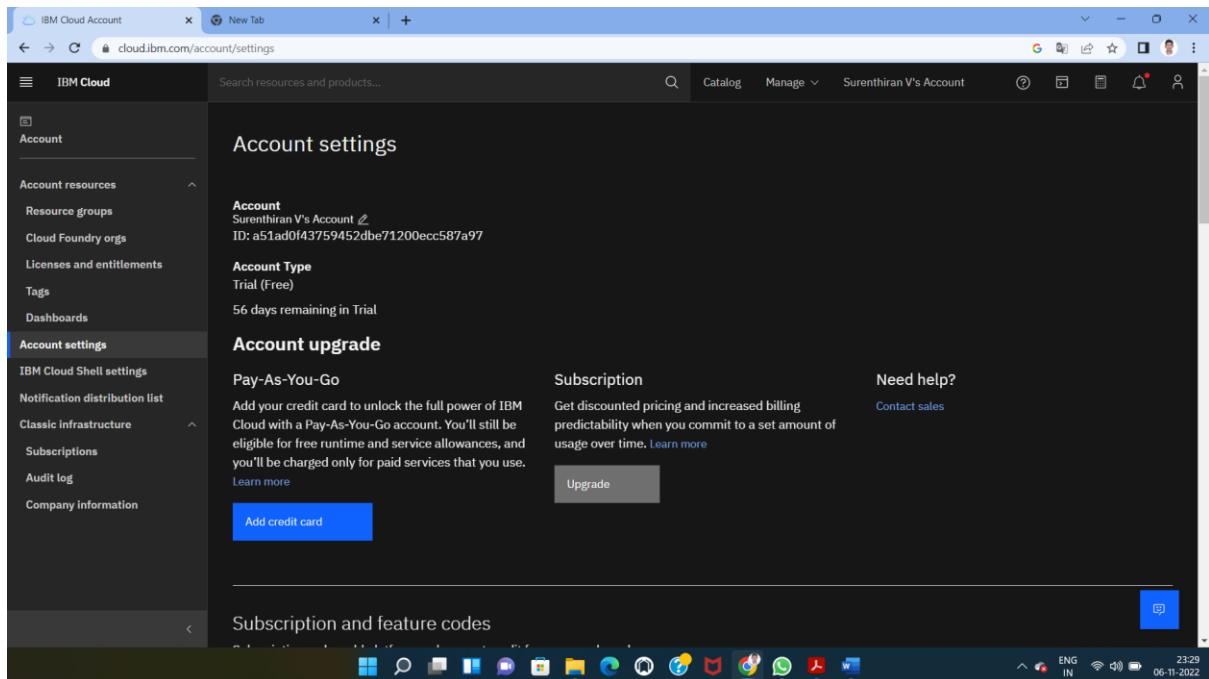 IBM Cloud Account
New Tab
cloud.ibm.com/account/settings
IBM Cloud
Search resources and products...
Catalog
Manage
Surenthiran V's Account
Account
Account resources
Resource groups
Cloud Foundry orgs
Licenses and entitlements
Tags
Dashboards
Account settings
IBM Cloud Shell settings
Notification distribution list
Classic infrastructure
Subscriptions
Audit log
Company information
Account settings
Account
Surenthiran V's Account
ID: a51ad0f43759452dbe71200ecc587a97
Account Type
Trial (Free)
56 days remaining in Trial
Account upgrade
Pay-As-You-Go
Add your credit card to unlock the full power of IBM
Cloud with a Pay-As-You-Go account. You'll still be
eligible for free runtime and service allowances, and
you'll be charged only for paid services that you use.
Learn more
Add credit card
Subscription
Get discounted pricing and increased billing
predictability when you commit to a set amount of
usage over time. Learn more
Upgrade
Need help?
Contact sales
Subscription and feature codes
ENG
IN
23:29
06-11-2022